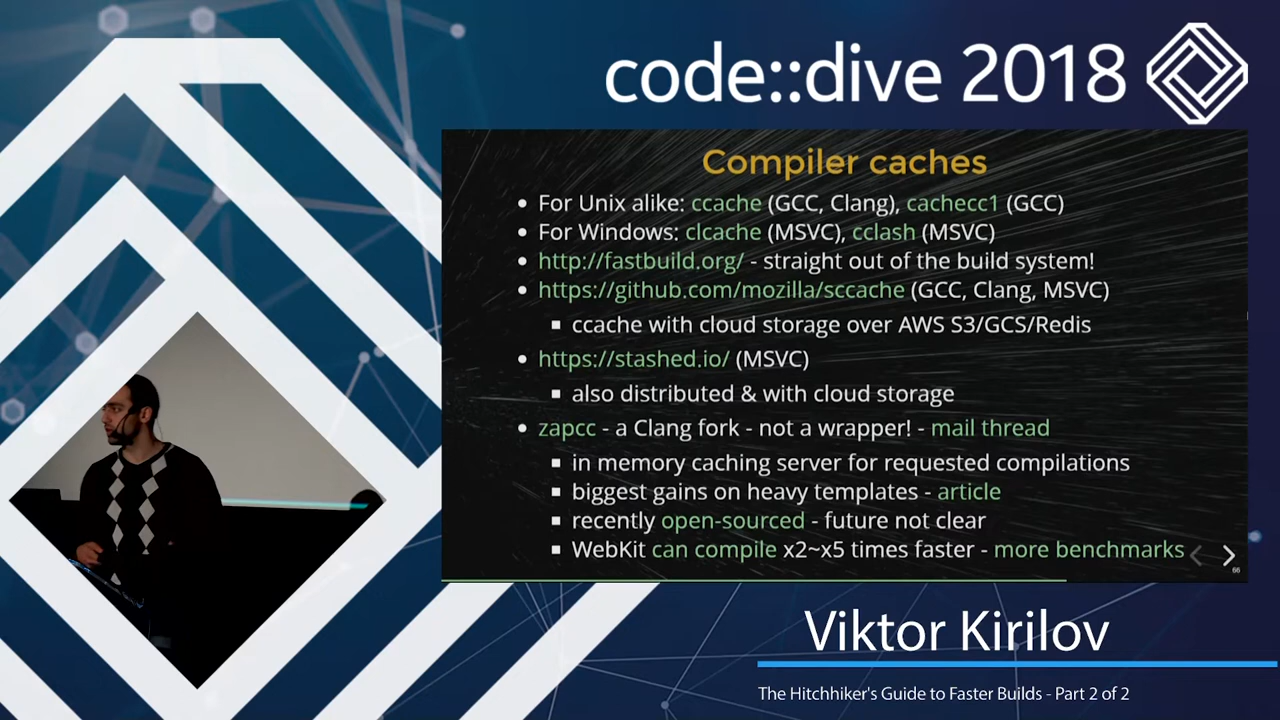 code::dive 2018
Compiler caches
• For Unix alike: ccache (GCC, Clang), cachecc1 (GCC)
• For Windows: clcache (MSVC), cclash (MSVC)
• http://fastbuild.org/ - straight out of the build system!
• https://github.com/mozilla/sccache (GCC, Clang, MSVC)
▪ ccache with cloud storage over AWS S3/GCS/Redis
• https://stashed.io/ (MSVC)
▪ also distributed & with cloud storage
• zapcc - a Clang fork - not a wrapper! - mail thread
▪ in memory caching server for requested compilations
▪ biggest gains on heavy templates - article
▪ recently open-sourced - future not clear
▪ WebKit can compile x2~x5 times faster - more benchmarks
66
Viktor Kirilov
The Hitchhiker's Guide to Faster Builds - Part 2 of 2